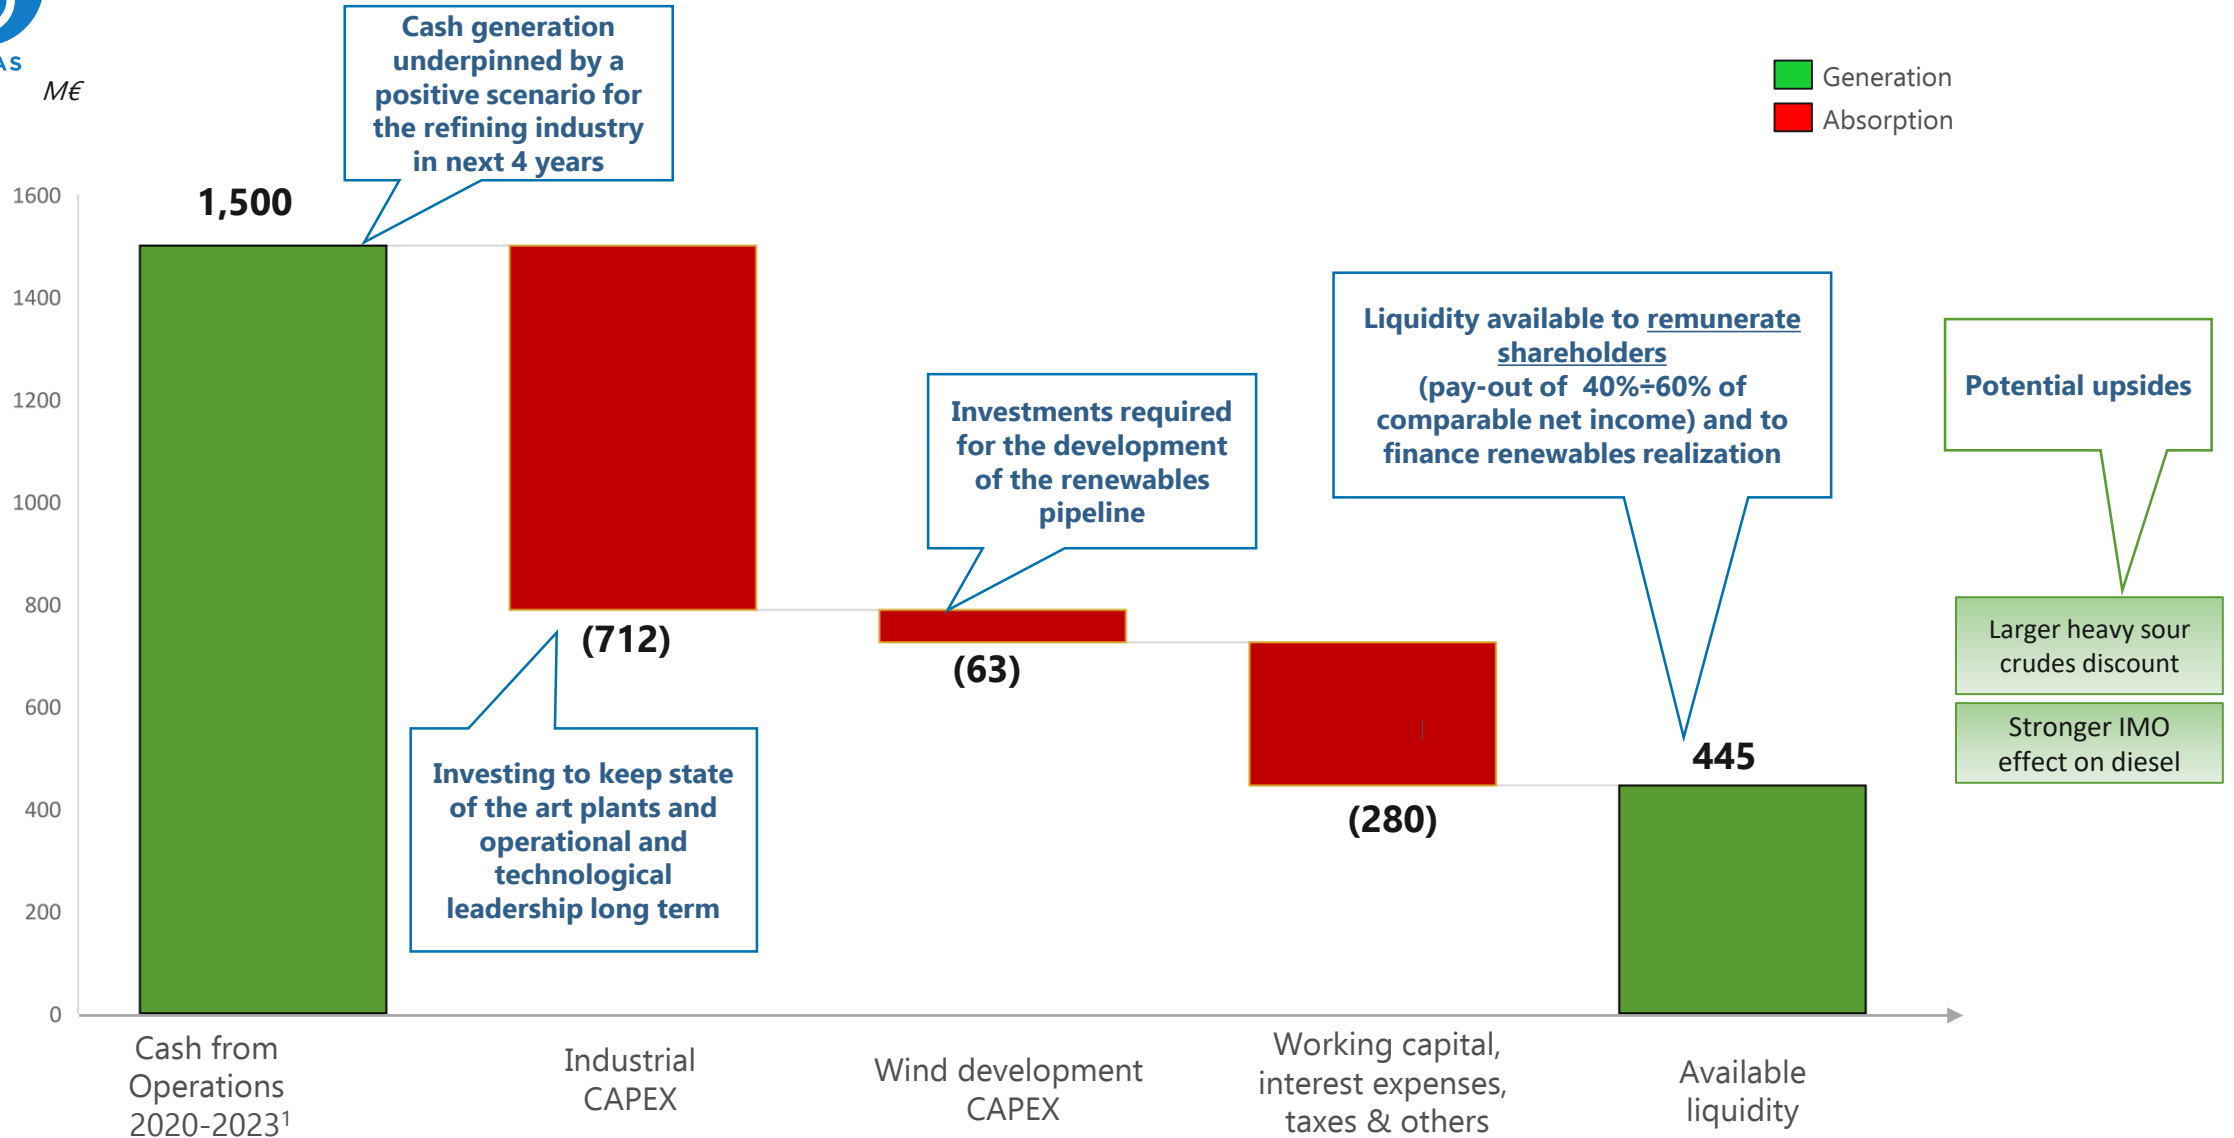 AS
M€
Cash generation
underpinned by a
positive scenario for
the refining industry
in next 4 years
Generation
Absorption
1600
1400
1200
1000
800
600
400
200
0
1,500
(712)
(63)
(280)
445
Investing to keep state
of the art plants and
operational and
technological
leadership long term
Investments required
for the development
of the renewables
pipeline
Liquidity available to remunerate
shareholders
(pay-out of 40%÷60% of
comparable net income) and to
finance renewables realization
Potential upsides
Larger heavy sour
crudes discount
Stronger IMO
effect on diesel
Cash from
Operations
2020-2023¹
Industrial
CAPEX
Wind development
CAPEX
Working capital,
interest expenses,
taxes & others
Available
liquidity